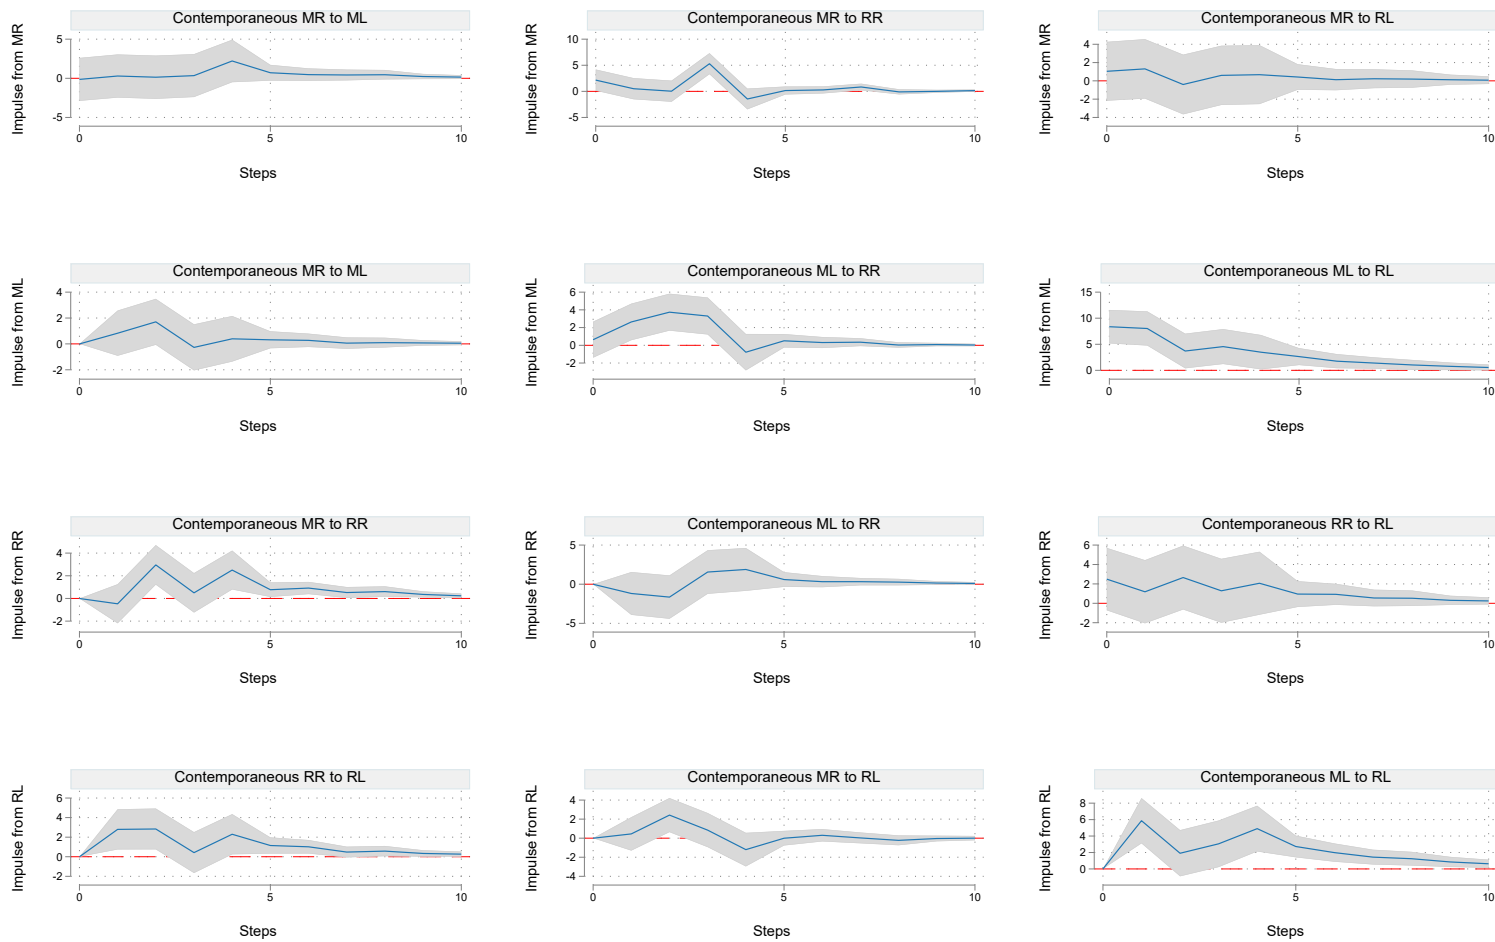 Contemporaneous MR to ML
Impulse from MR
5
0
-5
0 5 10
Steps
Contemporaneous MR to RR
Impulse from MR
10
5
0
-5
0 5 10
Steps
Contemporaneous MR to RL
Impulse from MR
4
2
0
-2
-4
0 5 10
Steps
Contemporaneous MR to ML
Impulse from ML
4
2
0
-2
0 5 10
Steps
Contemporaneous ML to RR
Impulse from ML
6
4
2
0
-2
0 5 10
Steps
Contemporaneous ML to RL
Impulse from ML
15
10
5
0
0 5 10
Steps
Contemporaneous MR to RR
Impulse from RR
4
2
0
-2
0 5 10
Steps
Contemporaneous ML to RR
Impulse from RR
5
0
-5
0 5 10
Steps
Contemporaneous RR to RL
Impulse from RR
6
4
2
0
-2
0 5 10
Steps
Contemporaneous RR to RL
Impulse from RL
6
4
2
0
-2
0 5 10
Steps
Contemporaneous MR to RL
Impulse from RL
4
2
0
-2
-4
0 5 10
Steps
Contemporaneous ML to RL
Impulse from RL
8
6
4
2
0
0 5 10
Steps